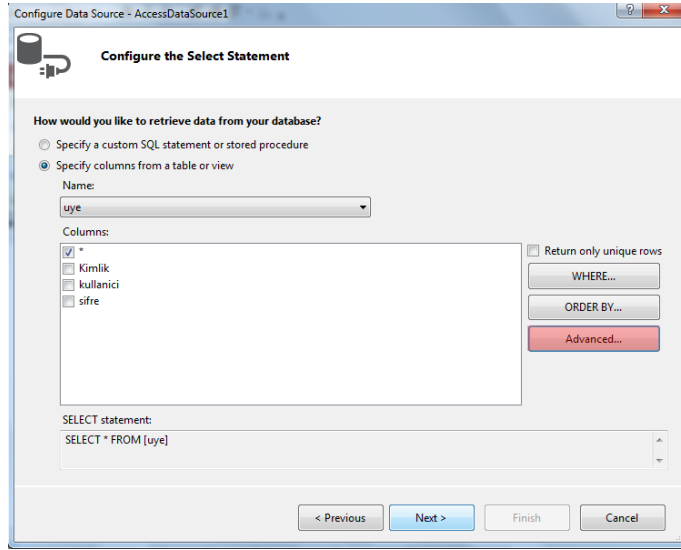 Configure Data Source - AccessDataSource1
Configure the Select Statement
How would you like to retrieve data from your database?
Specify a custom SQL statement or stored procedure
Specify columns from a table or view
Name:
uye
Columns:
*
Return only unique rows
Kimlik
WHERE...
kullanici
sifre
ORDER BY...
Advanced...
SELECT statement:
SELECT * FROM [uye]
< Previous
Next >
Finish
Cancel